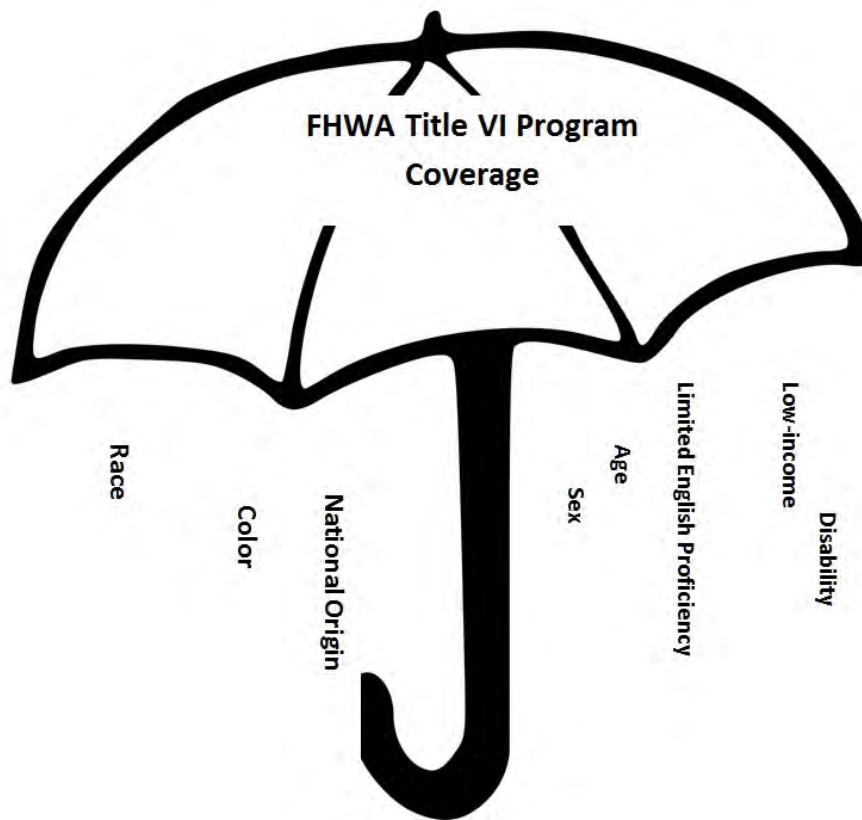 FHWA Title VI Program
Coverage
Race
Color
National Origin
Sex
Age
Limited English Proficiency
Low-income
Disability